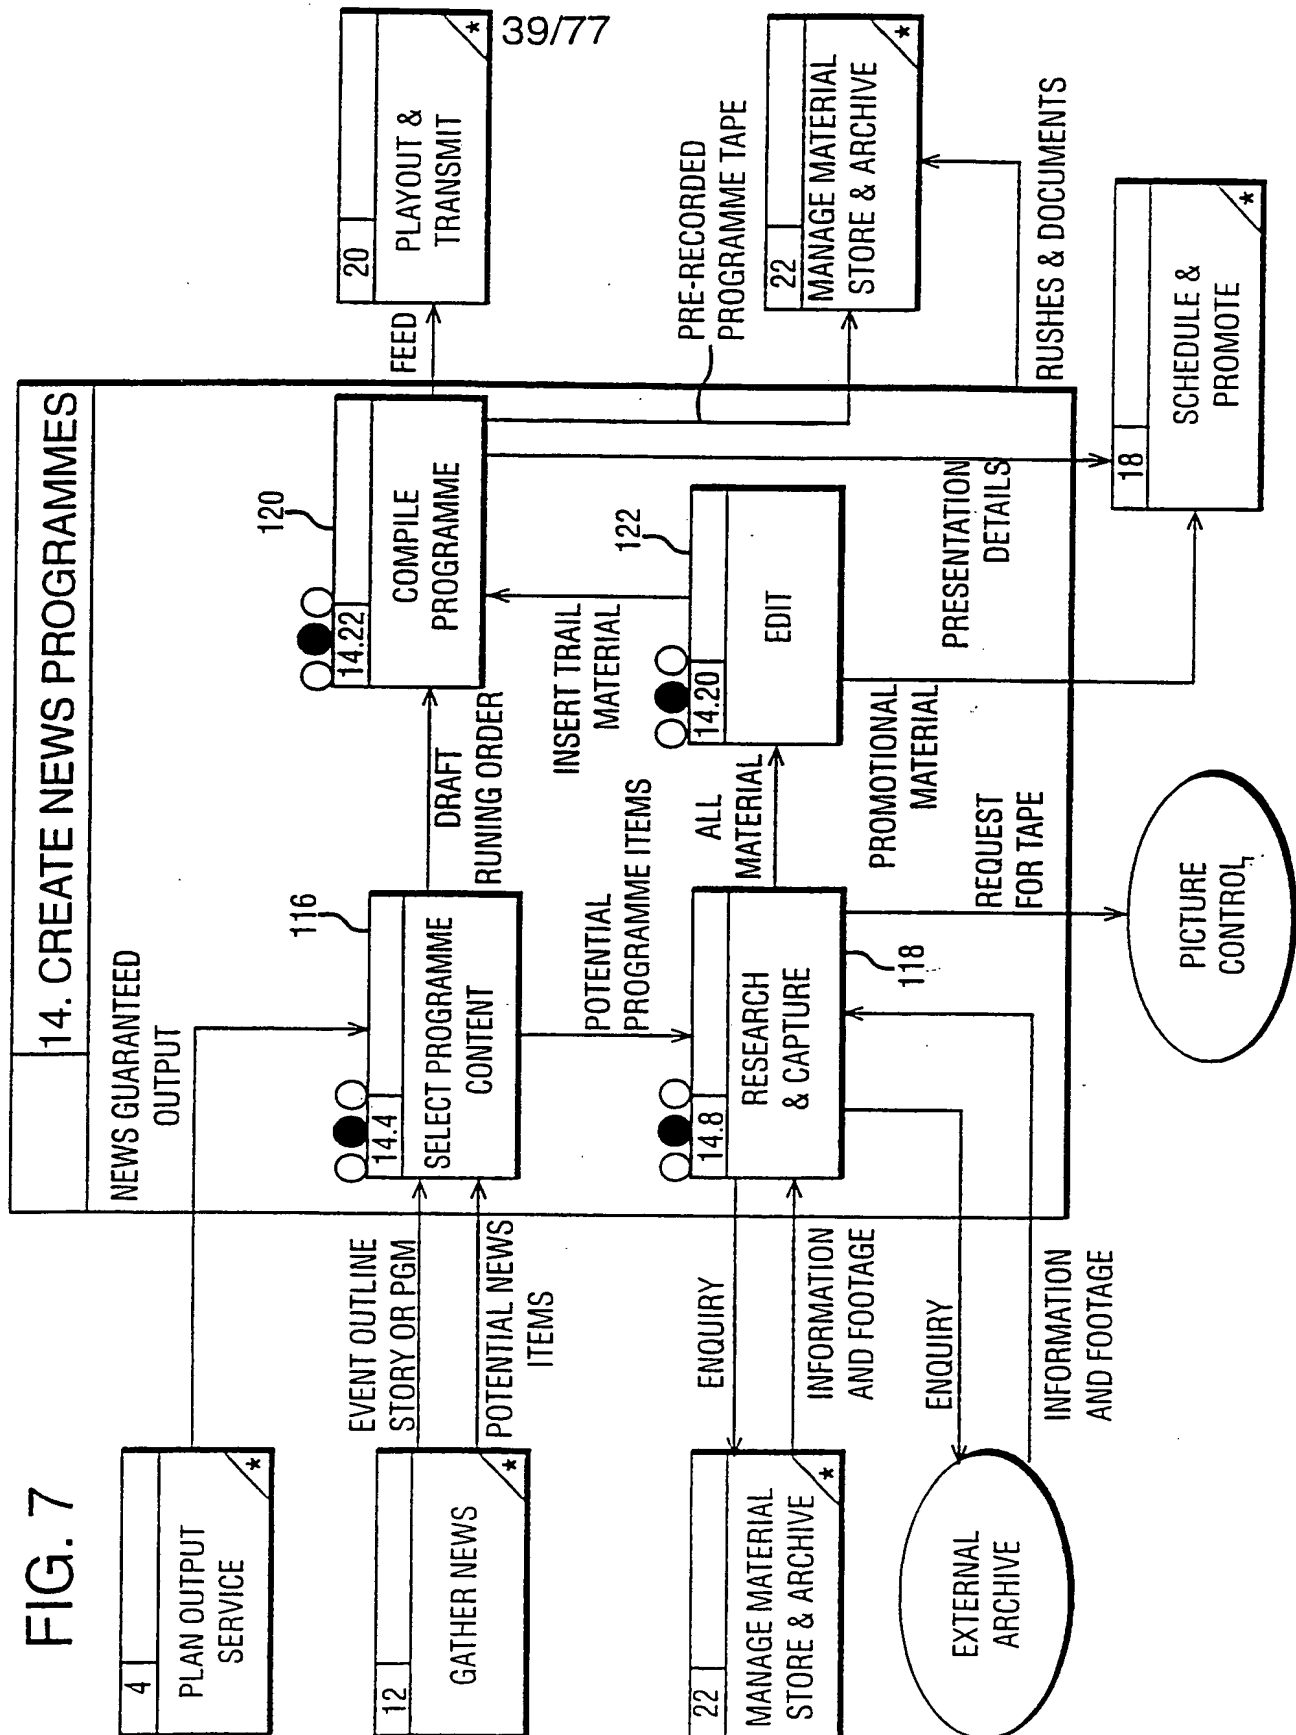 39/77
FIG. 7
14. CREATE NEWS PROGRAMMES
4
PLAN OUTPUT
SERVICE
*
NEWS GUARANTEED
OUTPUT
12
GATHER NEWS
*
EVENT OUTLINE
STORY OR PGM
POTENTIAL NEWS
ITEMS
116
14.4
SELECT PROGRAMME
CONTENT
DRAFT
RUNING ORDER
120
14.22
COMPILE
PROGRAMME
FEED
20
PLAYOUT &
TRANSMIT
*
POTENTIAL
PROGRAMME ITEMS
INSERT TRAIL
MATERIAL
PRE-RECORDED
PROGRAMME TAPE
22
MANAGE MATERIAL
STORE & ARCHIVE
*
ENQUIRY
INFORMATION
AND FOOTAGE
22
MANAGE MATERIAL
STORE & ARCHIVE
*
14.8
RESEARCH
& CAPTURE
118
ALL
MATERIAL
122
14.20
EDIT
PROMOTIONAL
MATERIAL
PRESENTATION
DETAILS
RUSHES & DOCUMENTS
ENQUIRY
EXTERNAL
ARCHIVE
INFORMATION
AND FOOTAGE
REQUEST
FOR TAPE
PICTURE
CONTROL
18
SCHEDULE &
PROMOTE
*